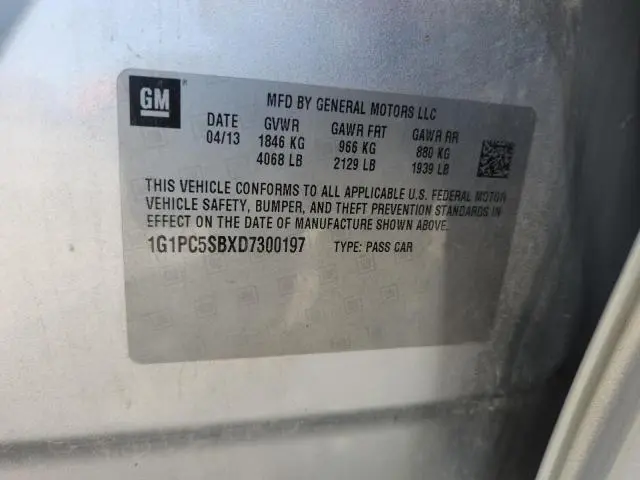 GM ® MFD BY GENERAL MOTORS LLC
DATE GVWR GAWR FRT GAWR RR
04/13 1846 KG 966 KG 880 KG
4068 LB 2129 LB 1939 LB
THIS VEHICLE CONFORMS TO ALL APPLICABLE U.S. FEDERAL MOTOR
VEHICLE SAFETY, BUMPER, AND THEFT PREVENTION STANDARDS IN
EFFECT ON THE DATE OF MANUFACTURE SHOWN ABOVE.
1G1PC5SBXD7300197 TYPE: PASS CAR